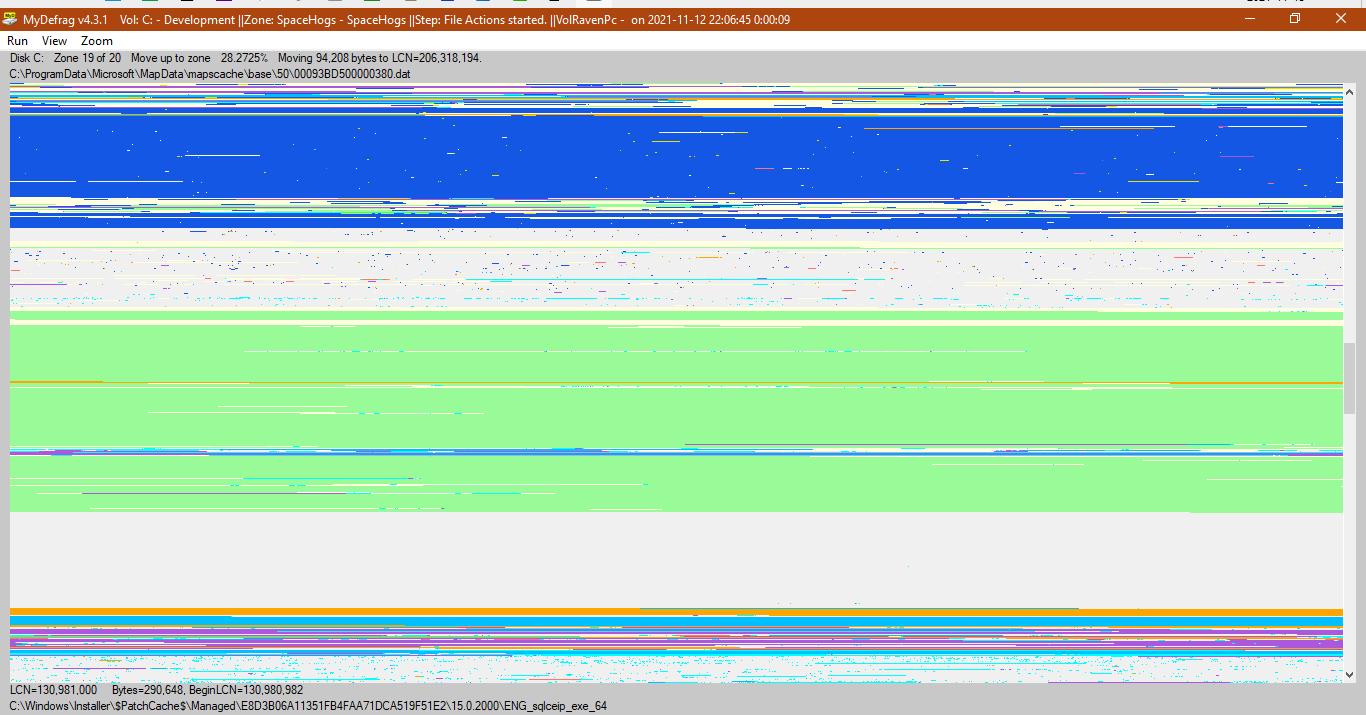 MyDefrag v4.3.1 Vol: C: - Development ||Zone: SpaceHogs - SpaceHogs ||Step: File Actions started. ||VolRavenPc - on 2021-11-12 22:06:45 0:00:09
Run View Zoom
Disk C: Zone 19 of 20 Move up to zone 28.2725% Moving 94,208 bytes to LCN=206,318,194.
C:\ProgramData\Microsoft\MapData\mapscache\base\50\00093BD500000380.dat
LCN=130,981,000 Bytes=290,648, BeginLCN=130,980,982
C:\Windows\Installer\$PatchCache$\Managed\E8D3B06A11351FB4FAA71DCA519F51E2\15.0.2000\ENG_sqlceip_exe_64